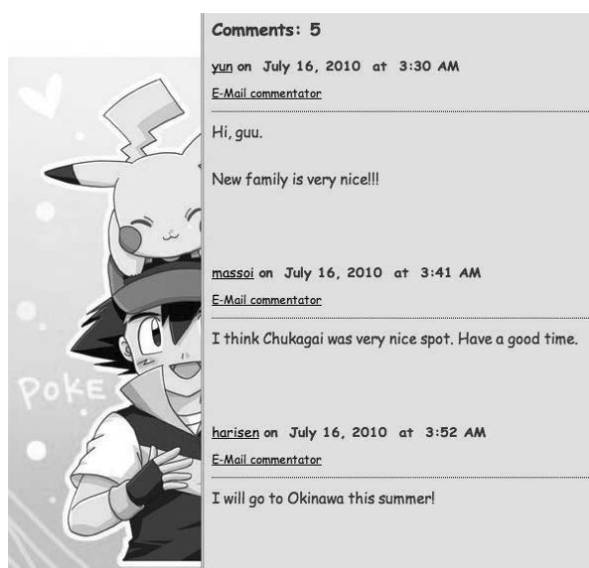 Comments: 5
yun on July 16, 2010 at 3:30 AM
E-Mail commentator
Hi, guu.
New family is very nice!!!
massoi on July 16, 2010 at 3:41 AM
E-Mail commentator
I think Chukagai was very nice spot. Have a good time.
POKE
harisen on July 16, 2010 at 3:52 AM
E-Mail commentator
I will go to Okinawa this summer!